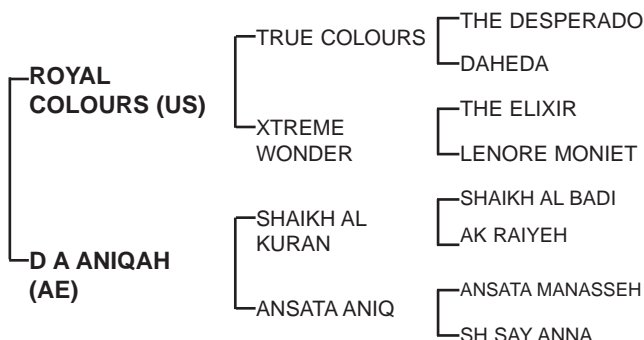 THE DESPERADO
TRUE COLOURS
DAHEDA
ROYAL
COLOURS (US)
THE ELIXIR
XTREME
WONDER
LENORE MONIET
SHAIKH AL BADI
SHAIKH AL
KURAN
AK RAIYEH
D A ANIQAH
(AE)
ANSATA MANASSEH
ANSATA ANIQ
SH SAY ANNA